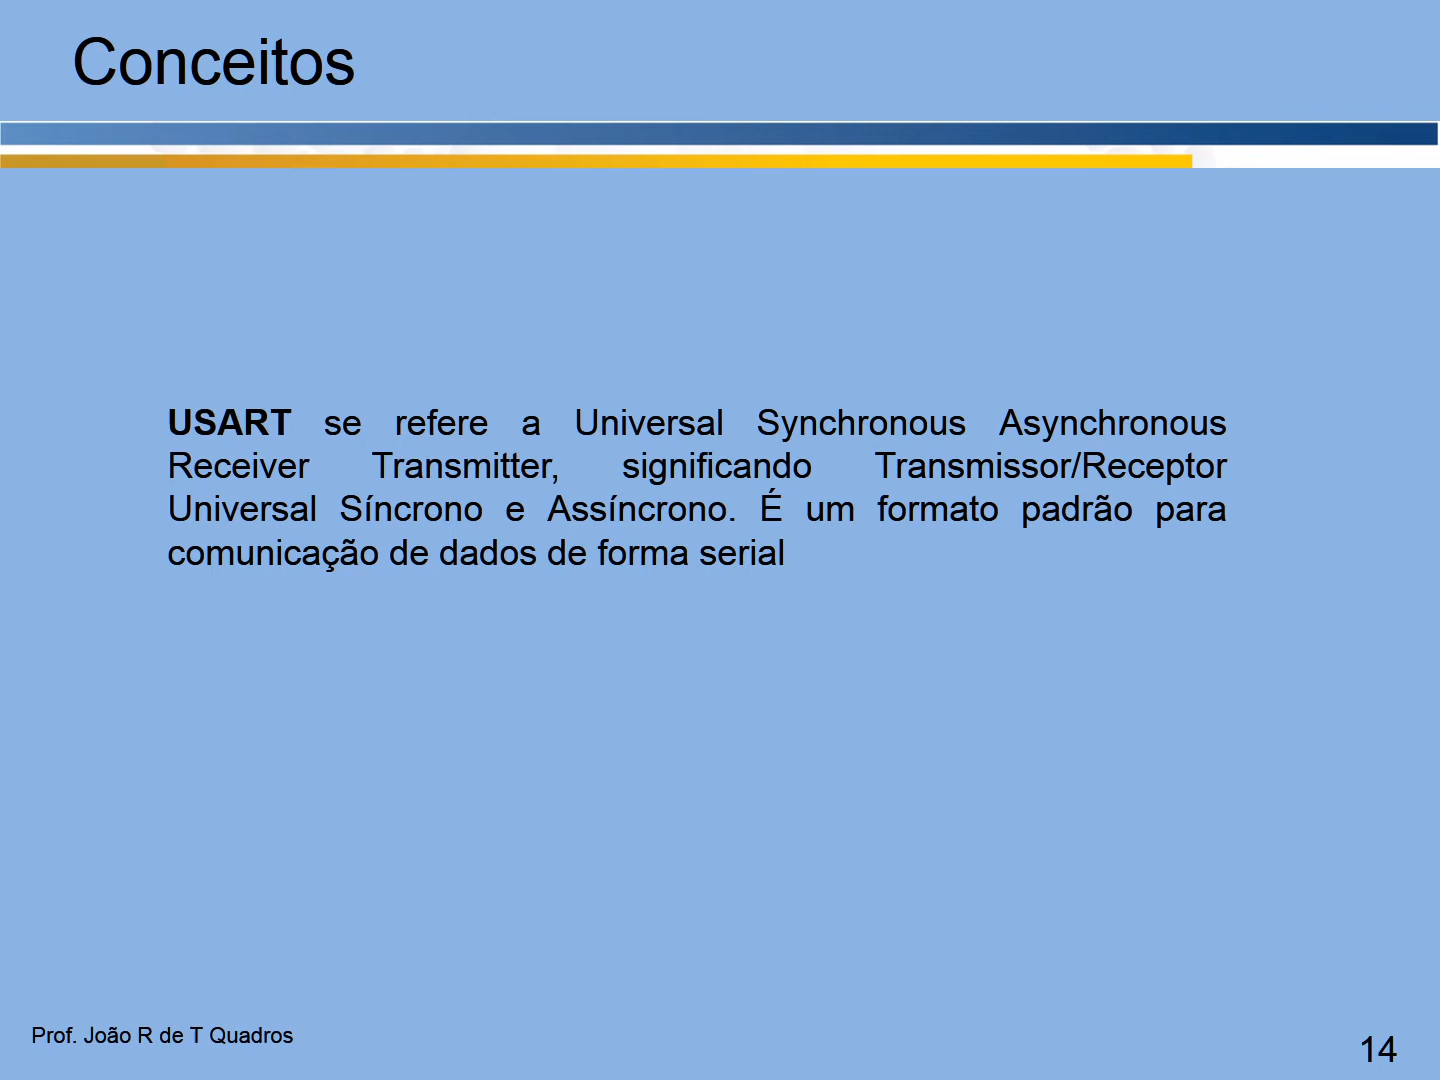 Conceitos
USART se refere a Universal Synchronous Asynchronous
Receiver Transmitter, significando Transmissor/Receptor
Universal Síncrono e Assíncrono. É um formato padrão para
comunicação de dados de forma serial
Prof. João R de T Quadros
14